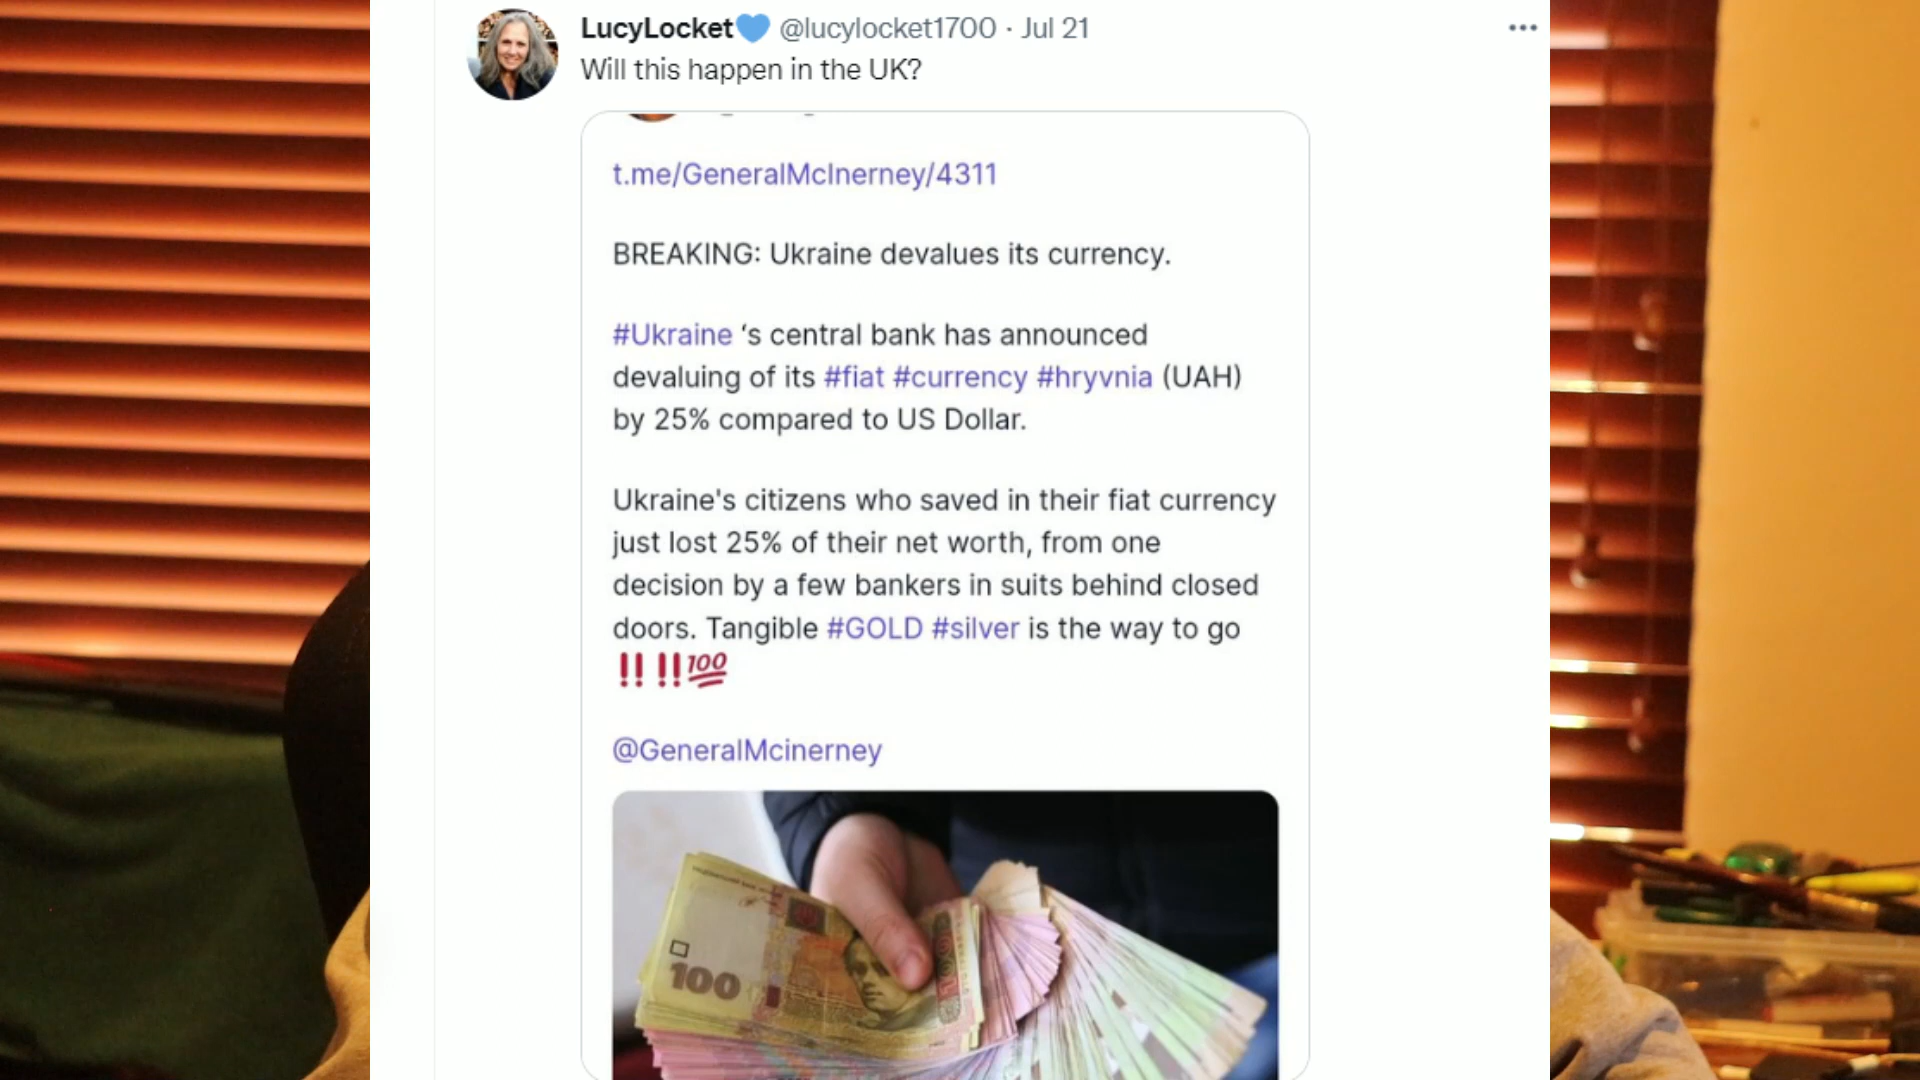 LucyLocket💙 @lucylocket1700 · Jul 21
Will this happen in the UK?
t.me/GeneralMcInerney/4311
BREAKING: Ukraine devalues its currency.
#Ukraine ‘s central bank has announced
devaluing of its #fiat #currency #hryvnia (UAH)
by 25% compared to US Dollar.
Ukraine's citizens who saved in their fiat currency
just lost 25% of their net worth, from one
decision by a few bankers in suits behind closed
doors. Tangible #GOLD #silver is the way to go
‼️ ‼️💯
@GeneralMcinerney
100
100